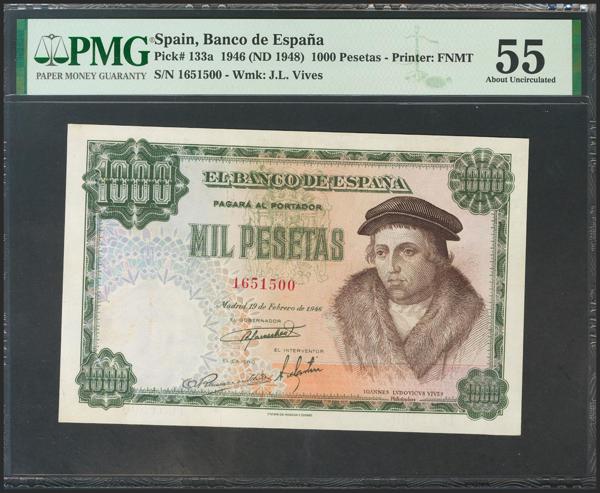 PMG
PAPER MONEY GUARANTY
Spain, Banco de España
Pick# 133a 1946 (ND 1948) 1000 Pesetas - Printer: FNMT
S/N 1651500 - Wmk: J.L. Vives
55
About Uncirculated
1000
1000
EL BANCO DE ESPAÑA
PAGARÁ AL PORTADOR
MIL PESETAS
1651500
Madrid 19 de Febrero de 1946
EL GOBERNADOR
EL INTERVENTOR
EL CAJERO
1000
1000
IOANNES LVDOVICVS VIVES
Philosophus